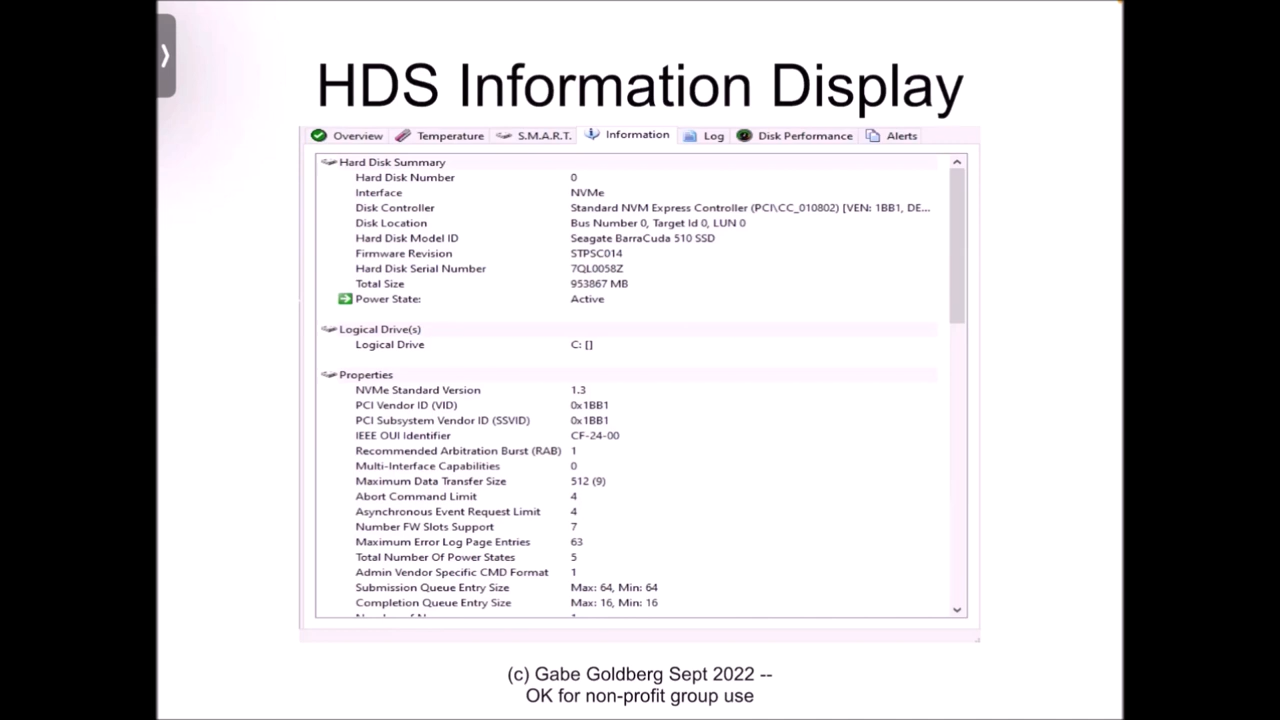 HDS Information Display
Overview Temperature S.M.A.R.T. Information Log Disk Performance Alerts
Hard Disk Summary
Hard Disk Number 0
Interface NVMe
Disk Controller Standard NVM Express Controller (PCI\CC_010802) [VEN: 1BB1, DE...
Disk Location Bus Number 0, Target Id 0, LUN 0
Hard Disk Model ID Seagate BarraCuda 510 SSD
Firmware Revision STPSC014
Hard Disk Serial Number 7QL0058Z
Total Size 953867 MB
Power State: Active
Logical Drive(s)
Logical Drive C: []
Properties
NVMe Standard Version 1.3
PCI Vendor ID (VID) 0x1BB1
PCI Subsystem Vendor ID (SSVID) 0x1BB1
IEEE OUI Identifier CF-24-00
Recommended Arbitration Burst (RAB) 1
Multi-Interface Capabilities 0
Maximum Data Transfer Size 512 (9)
Abort Command Limit 4
Asynchronous Event Request Limit 4
Number FW Slots Support 7
Maximum Error Log Page Entries 63
Total Number Of Power States 5
Admin Vendor Specific CMD Format 1
Submission Queue Entry Size Max: 64, Min: 64
Completion Queue Entry Size Max: 16, Min: 16
(c) Gabe Goldberg Sept 2022 --
OK for non-profit group use